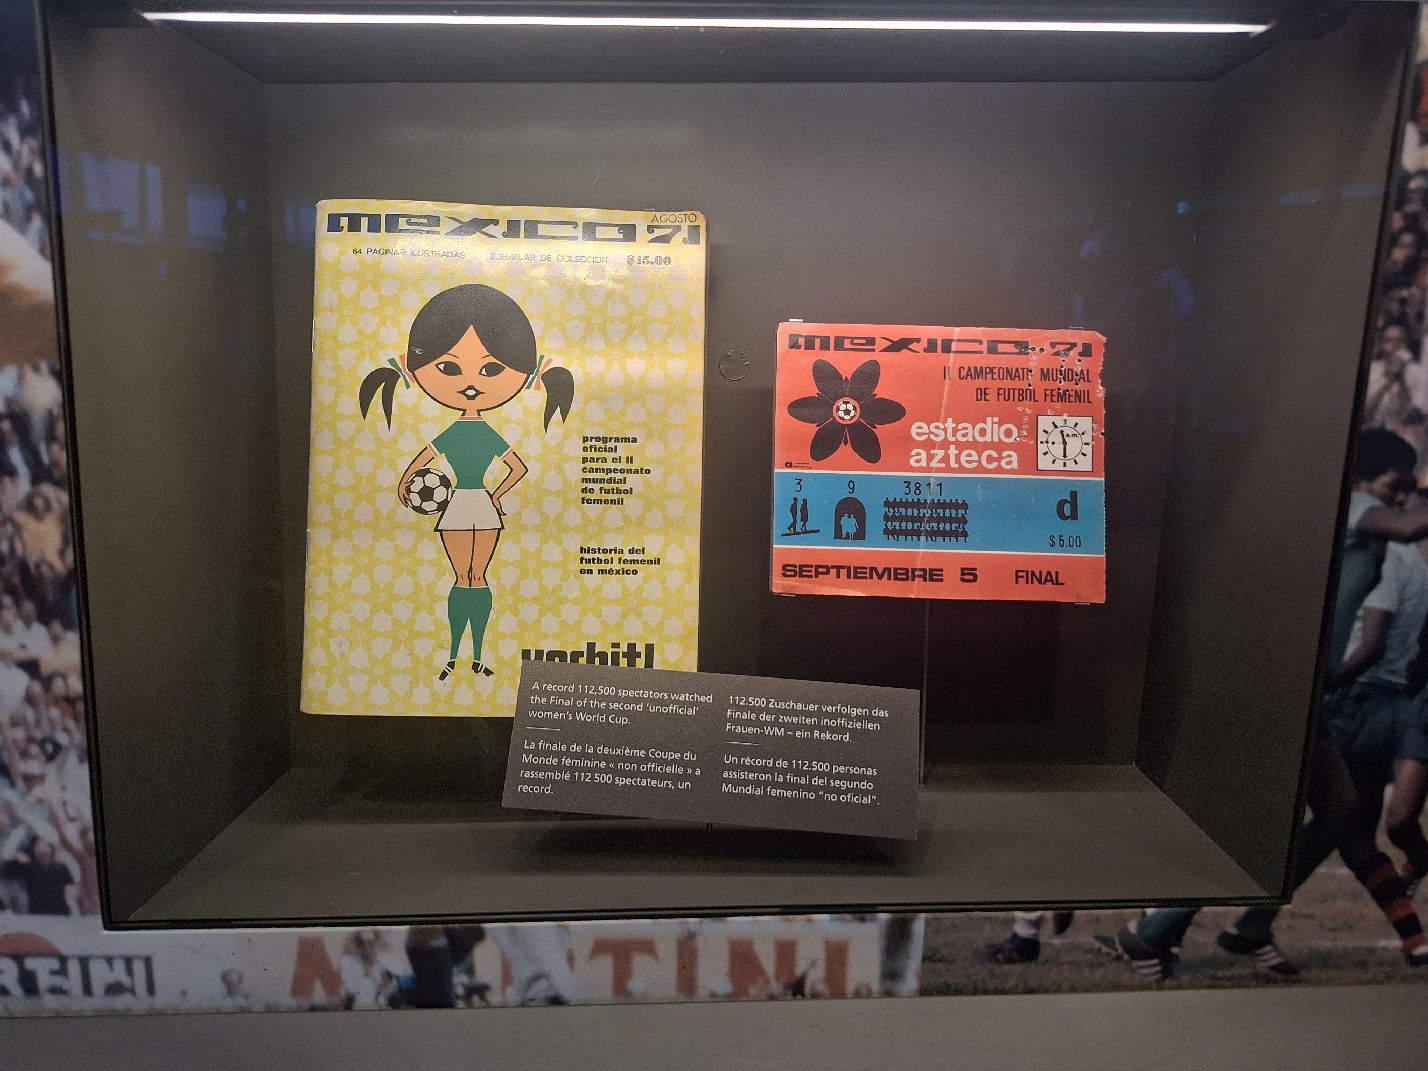 AGOSTO
mexico 71
64 PAGINAS ILUSTRADAS EJEMPLAR DE COLECCION $15.00
programa
oficial
para el II
campeonato
mundial
de futbol
femenil
historia del
futbol femenil
en méxico
mexico 71
II CAMPEONATO MUNDIAL
DE FUTBOL FEMENIL
estadio
azteca
a.m.
3 9 3811
d
$5.00
SEPTIEMBRE 5 FINAL
A record 112,500 spectators watched
the Final of the second 'unofficial'
women's World Cup.
La finale de la deuxième Coupe du
Monde féminine « non officielle » a
rassemblé 112 500 spectateurs, un
record.
112.500 Zuschauer verfolgen das
Finale der zweiten inoffiziellen
Frauen-WM – ein Rekord.
Un récord de 112.500 personas
assisteron la final del segundo
Mundial femenino "no oficial".
MARTINI